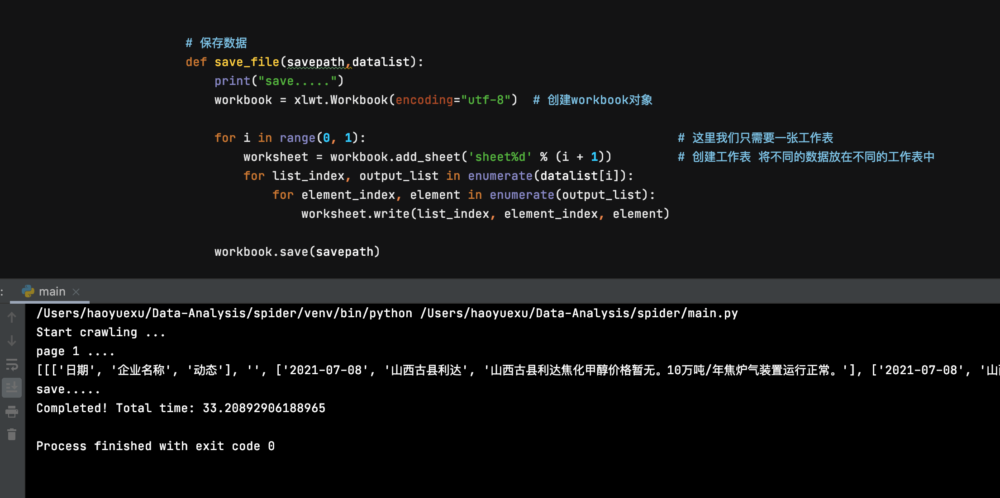 # 保存数据
def save_file(savepath,datalist):
print("save.....")
workbook = xlwt.Workbook(encoding="utf-8")  # 创建workbook对象
for i in range(0, 1):  # 这里我们只需要一张工作表
worksheet = workbook.add_sheet('sheet%d' % (i + 1))  # 创建工作表 将不同的数据放在不同的工作表中
for list_index, output_list in enumerate(datalist[i]):
for element_index, element in enumerate(output_list):
worksheet.write(list_index, element_index, element)
workbook.save(savepath)
: main
/Users/haoyuexu/Data-Analysis/spider/venv/bin/python /Users/haoyuexu/Data-Analysis/spider/main.py
Start crawling ...
page 1 ....
[[['日期', '企业名称', '动态'], '', ['2021-07-08', '山西古县利达', '山西古县利达焦化甲醇价格暂无。10万吨/年焦炉气装置运行正常。'], ['2021-07-08', '山
save.....
Completed! Total time: 33.20892906188965
Process finished with exit code 0